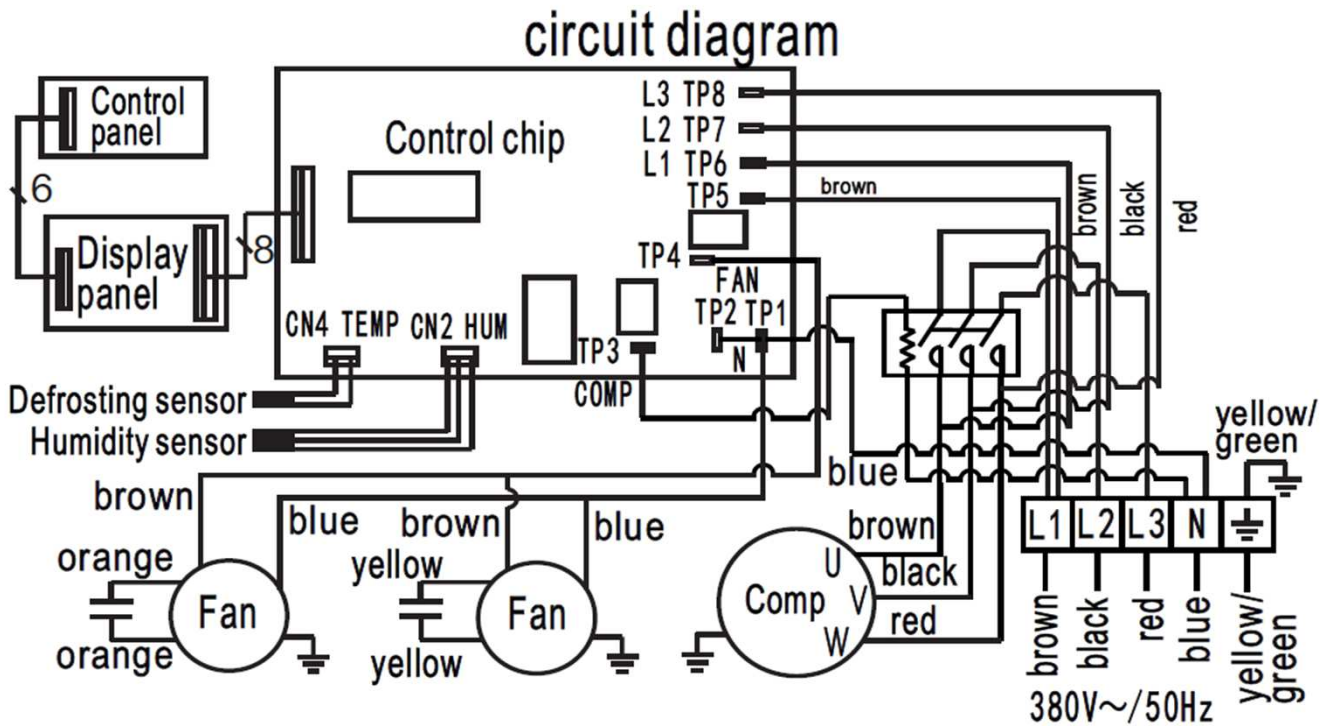 circuit diagram
Control
panel
6
Display
panel
8
Control chip
L3 TP8
L2 TP7
L1 TP6
TP5
brown
brown
black
red
TP4
FAN
TP2 TP1
N
TP3
COMP
CN4 TEMP
CN2 HUM
Defrosting sensor
Humidity sensor
brown
blue
brown
blue
blue
orange
orange
Fan
yellow
yellow
Fan
Comp
U
V
W
brown
black
red
yellow/
green
L1
L2
L3
N
brown
black
red
blue
yellow/
green
380V～/50Hz